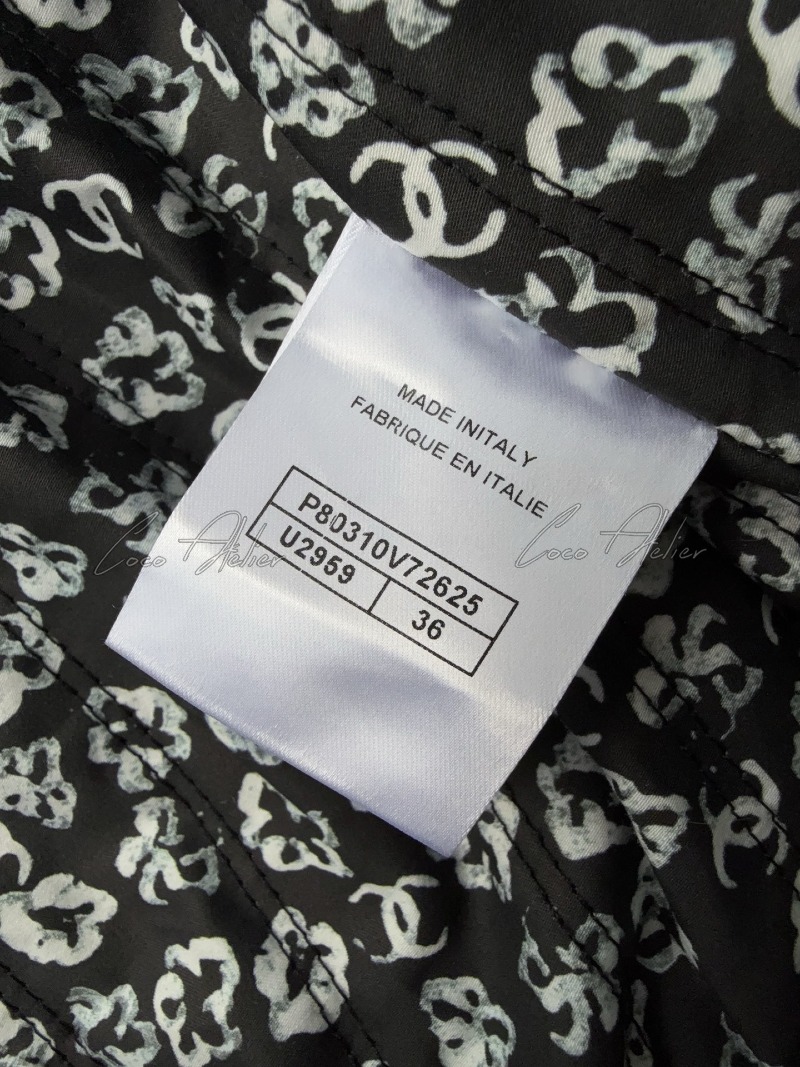 MADE INITALY
FABRIQUE EN ITALIE
P80310V72625
U2959 36
Coco Atelier Coco Atelier